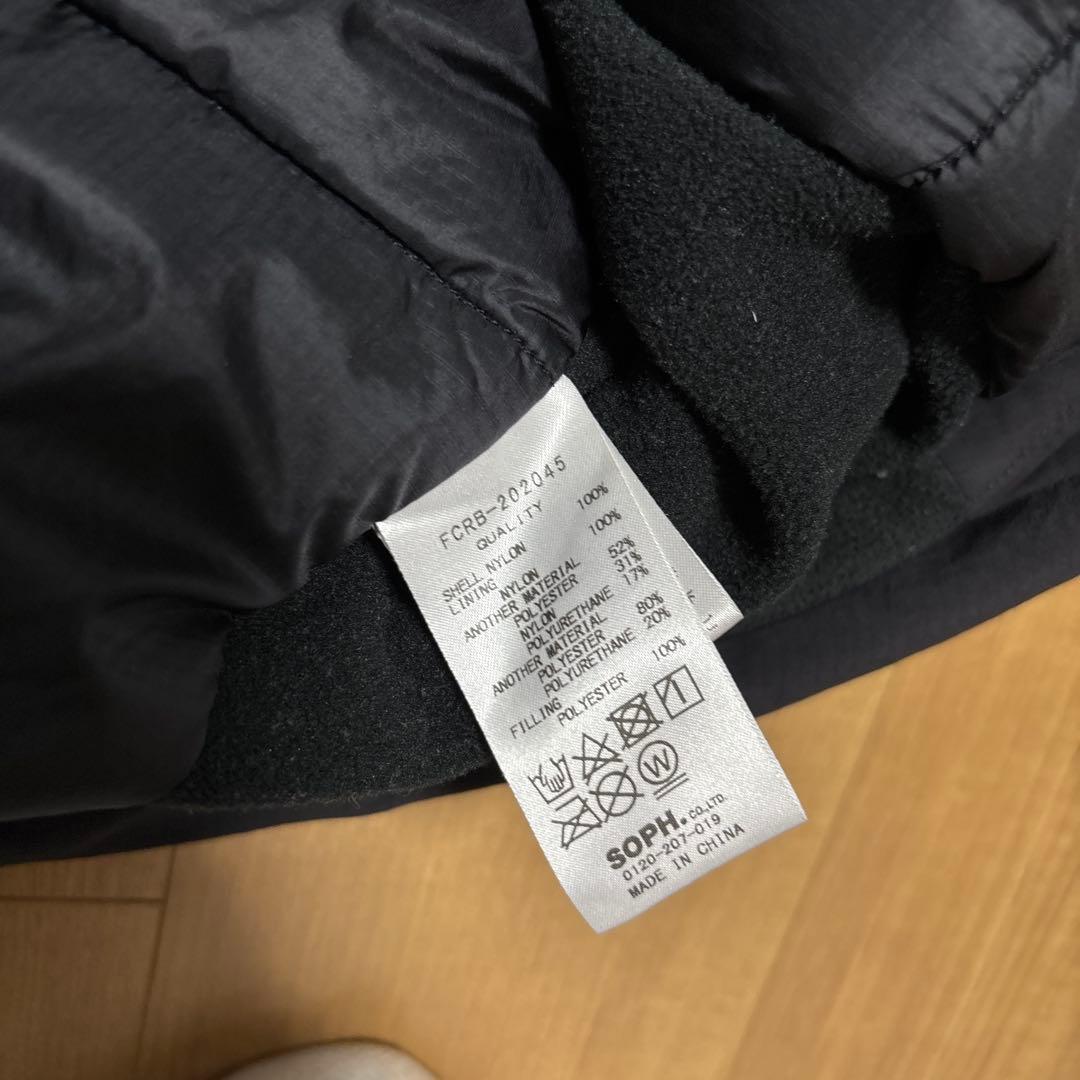 FCRB-202045
QUALITY
SHELL NYLON 100%
LINING
NYLON 100%
ANOTHER MATERIAL
POLYESTER 52%
NYLON 31%
POLYURETHANE 17%
ANOTHER MATERIAL
POLYESTER 80%
POLYURETHANE 20%
FILLING
POLYESTER 100%
W
SOPH.CO.,LTD.
0120-207-019
MADE IN CHINA